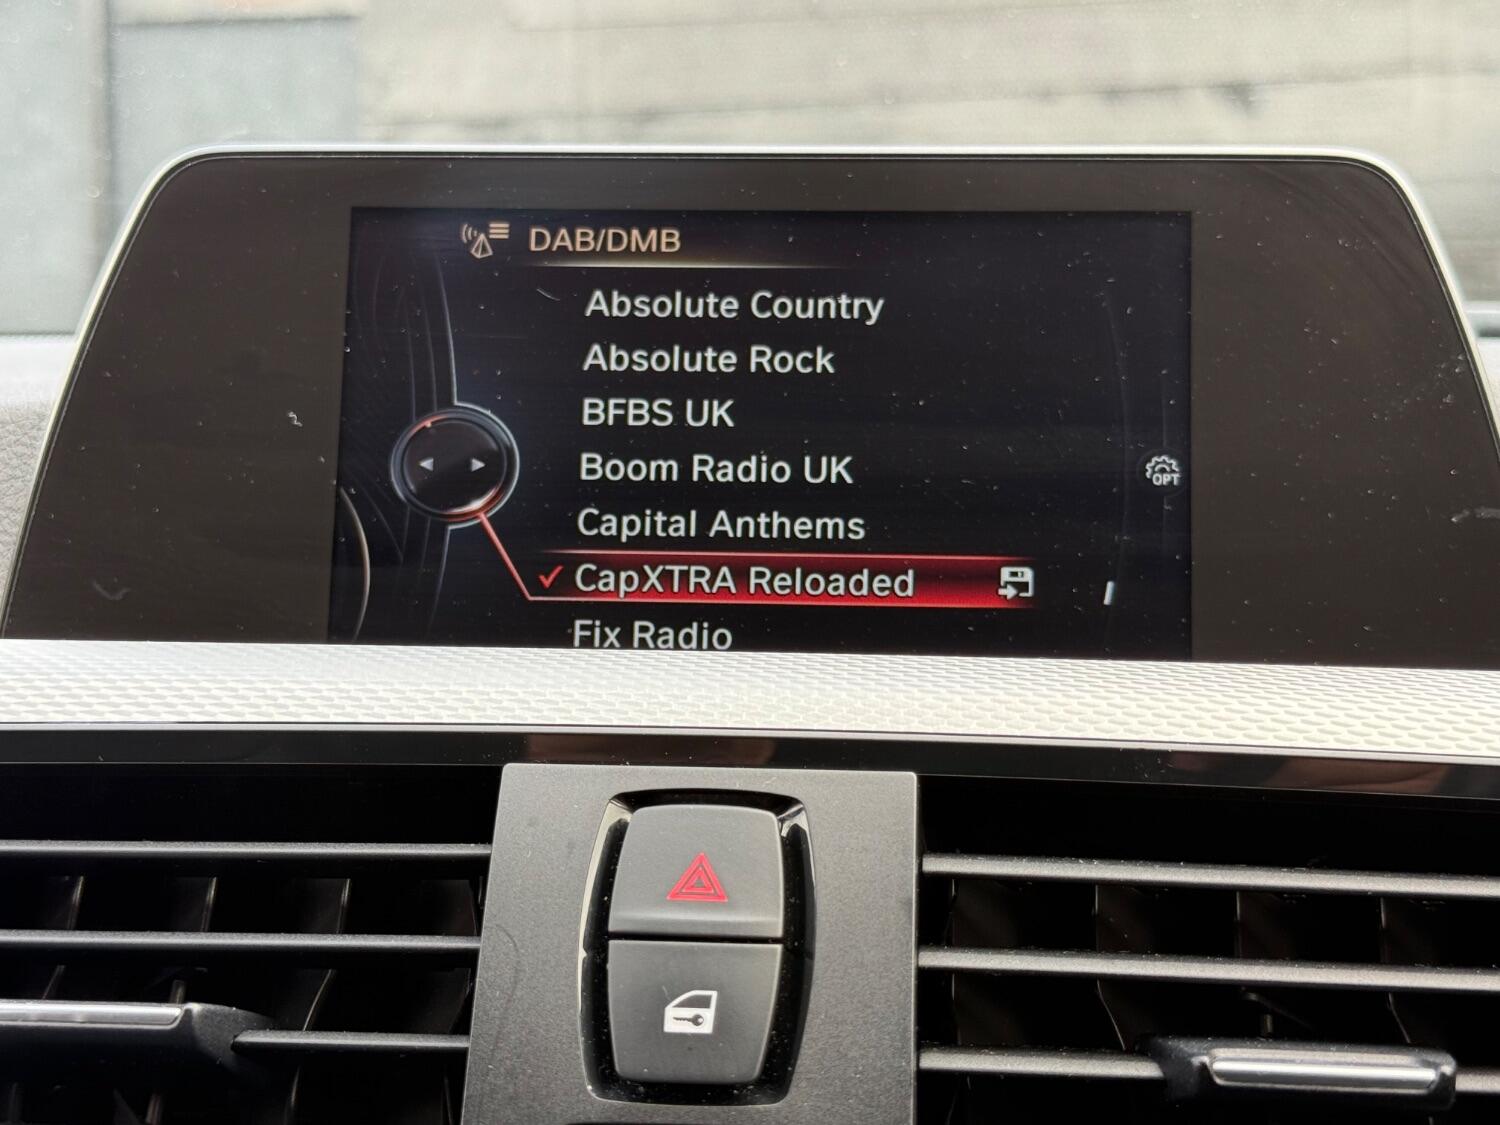 DAB/DMB
Absolute Country
Absolute Rock
BFBS UK
Boom Radio UK
Capital Anthems
CapXTRA Reloaded
Fix Radio
OPT